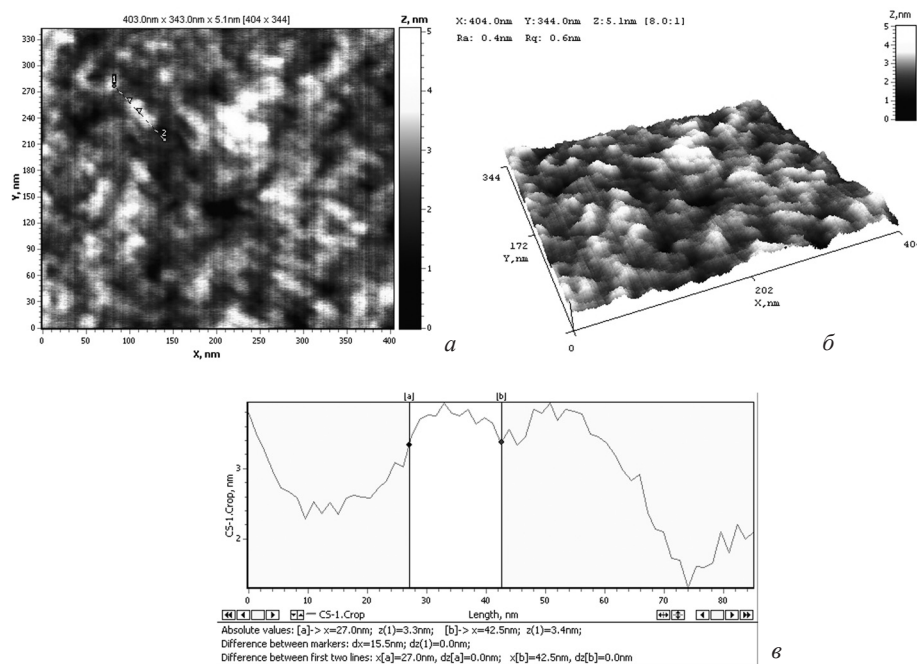 403.0nm x 343.0nm x 5.1nm [404 x 344]
Z, nm
330
300
270
240
210
180
150
120
90
60
30
0
Y, nm
0 50 100 150 200 250 300 350 400
X, nm
5
4
3
2
1
0
1
2
а
X:404.0nm Y:344.0nm Z:5.1nm [8.0:1]
Ra: 0.4nm Rq: 0.6nm
Z,nm
5
4
3
2
1
0
344
172
Y,nm
0
202
X,nm
б
[a] [b]
CS-1.Crop, nm
3
2
0 10 20 30 40 50 60 70 80
CS-1.Crop Length, nm
Absolute values: [a]-> x=27.0nm; z(1)=3.3nm; [b]-> x=42.5nm; z(1)=3.4nm;
Difference between markers: dx=15.5nm; dz(1)=0.0nm;
Difference between first two lines: x[a]=27.0nm, dz[a]=0.0nm; x[b]=42.5nm, dz[b]=0.0nm
в